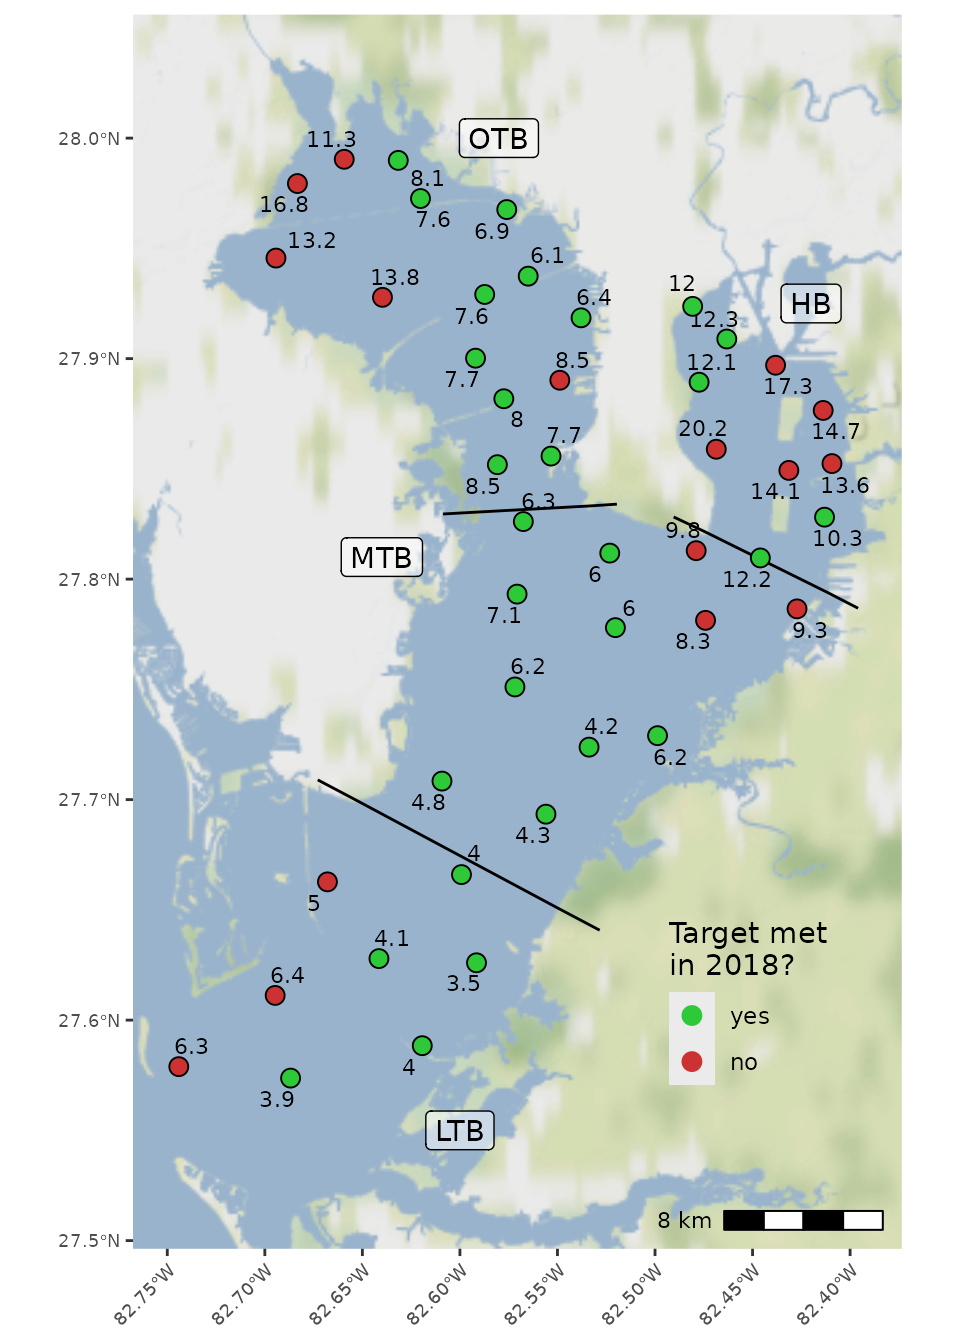 28.0°N
27.9°N
27.8°N
27.7°N
27.6°N
27.5°N
OTB
11.3
8.1
16.8
7.6
6.9
13.2
6.1
13.8
6.4
7.6
12
HB
12.3
8.5
12.1
7.7
17.3
8
14.7
20.2
7.7
8.5
14.1
13.6
6.3
9.8
10.3
MTB
6
12.2
7.1
6
8.3
9.3
6.2
4.2
6.2
4.8
4.3
4
5
4.1
3.5
6.4
6.3
4
3.9
LTB
Target met
in 2018?
yes
no
8 km
82.75°W
82.70°W
82.65°W
82.60°W
82.55°W
82.50°W
82.45°W
82.40°W